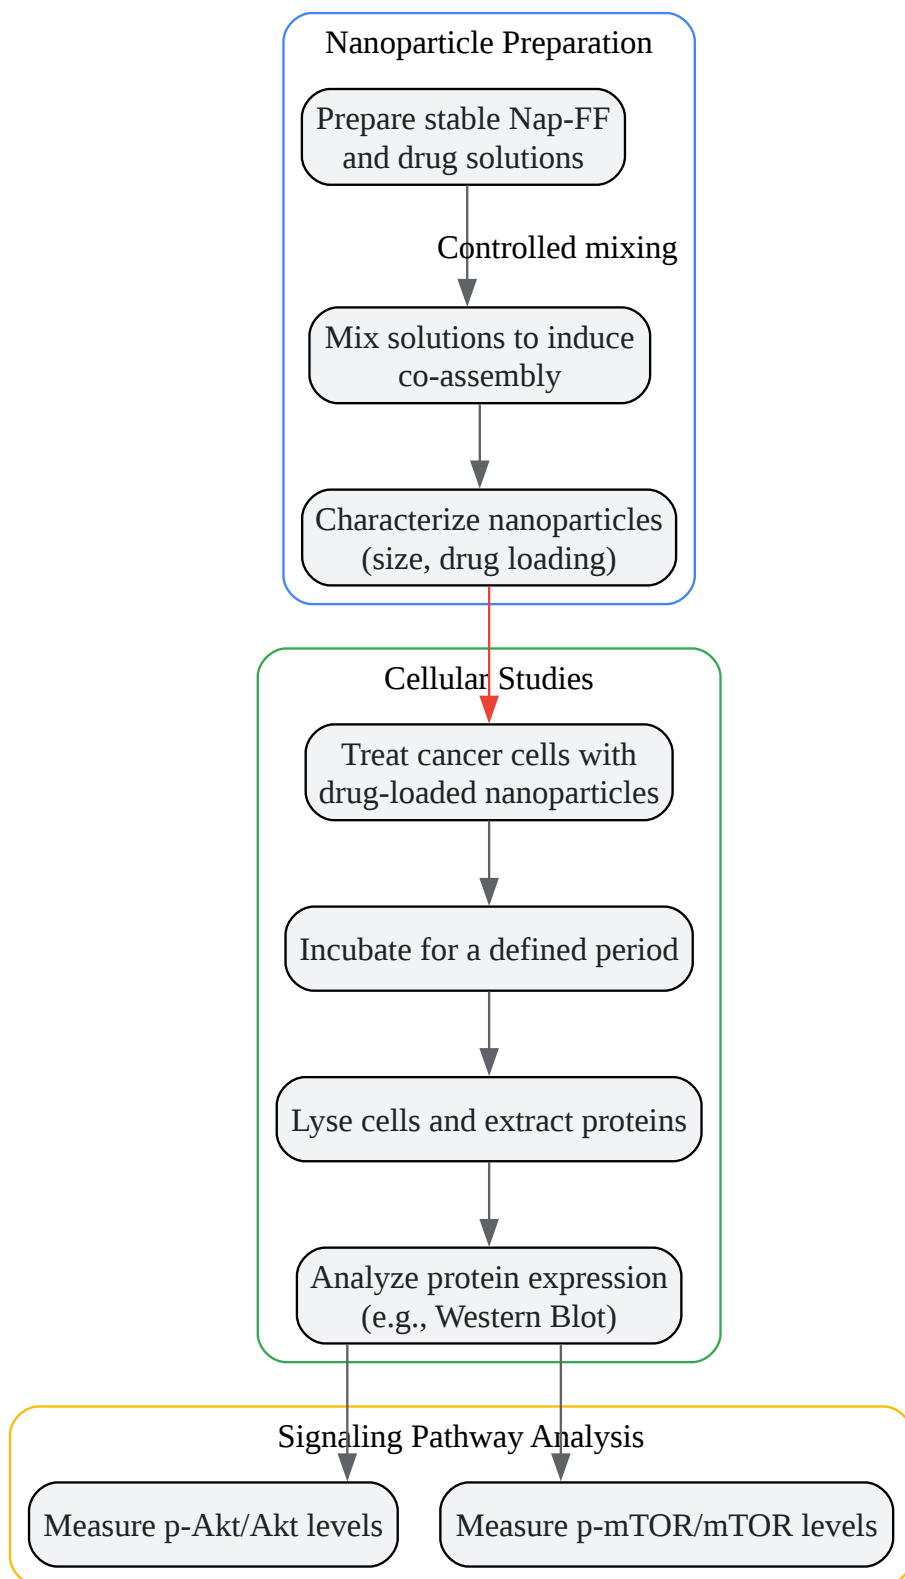 Nanoparticle Preparation
Prepare stable Nap-FF
and drug solutions
Controlled mixing
Mix solutions to induce
co-assembly
Characterize nanoparticles
(size, drug loading)
Cellular Studies
Treat cancer cells with
drug-loaded nanoparticles
Incubate for a defined period
Lyse cells and extract proteins
Analyze protein expression
(e.g., Western Blot)
Signaling Pathway Analysis
Measure p-Akt/Akt levels
Measure p-mTOR/mTOR levels